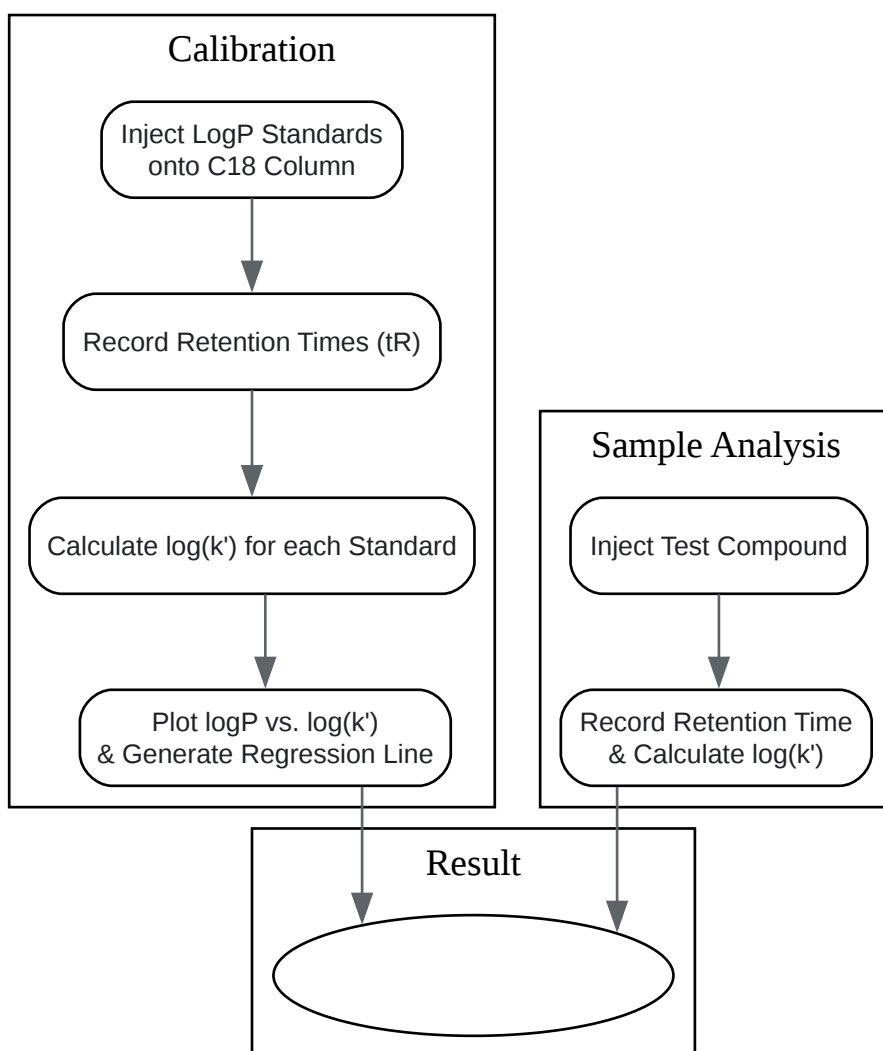 Calibration
Inject LogP Standards
onto C18 Column
Record Retention Times (tR)
Calculate log(k') for each Standard
Plot logP vs. log(k')
& Generate Regression Line
Sample Analysis
Inject Test Compound
Record Retention Time
& Calculate log(k')
Result